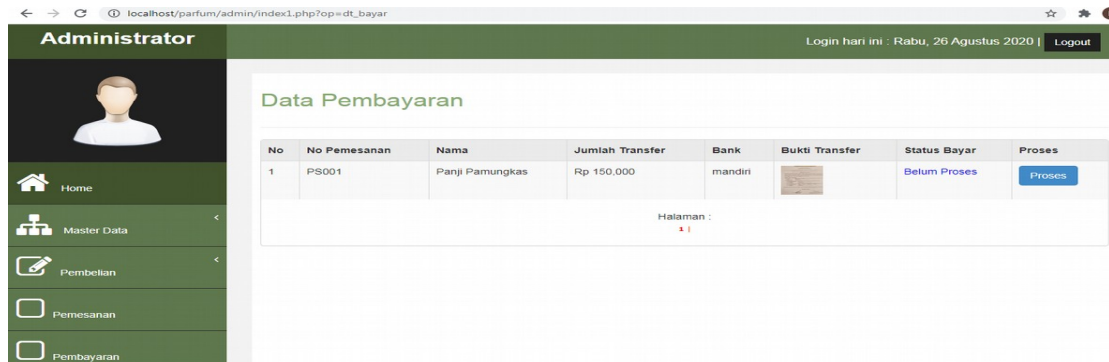 localhost/parfum/admin/index1.php?op=dt_bayar
Administrator
Login hari ini : Rabu, 26 Agustus 2020 | Logout
Data Pembayaran
No No Pemesanan Nama Jumlah Transfer Bank Bukti Transfer Status Bayar Proses
1 PS001 Panji Pamungkas Rp 150,000 mandiri Belum Proses Proses
Halaman :
1 |
Home
Master Data
Pembelian
Pemesanan
Pembayaran